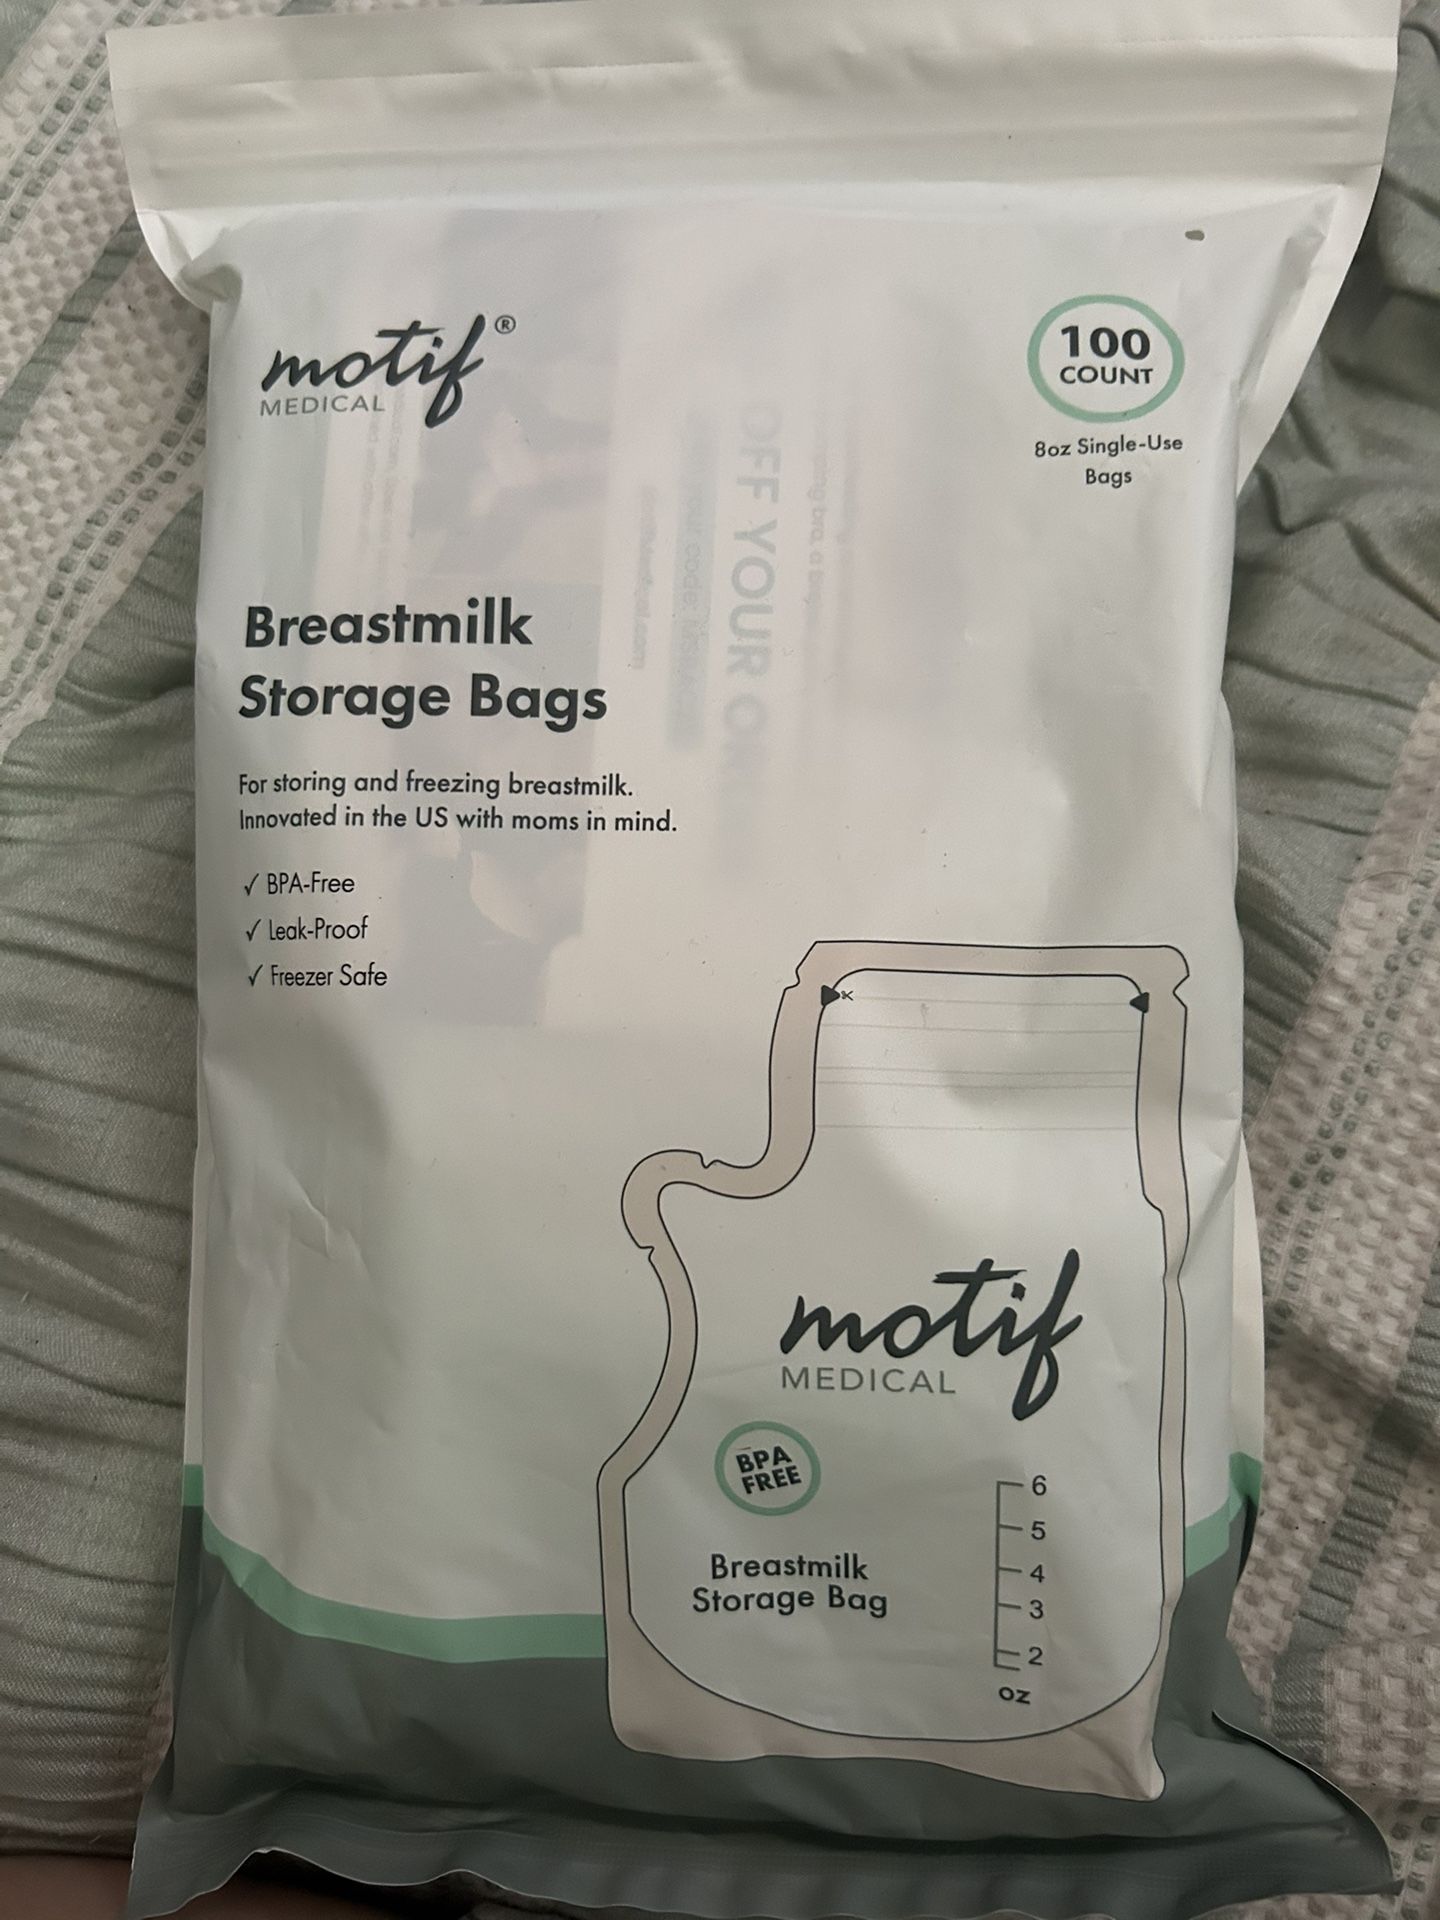 motif®
MEDICAL
100
COUNT
8oz Single-Use
Bags
Breastmilk
Storage Bags
For storing and freezing breastmilk.
Innovated in the US with moms in mind.
✓ BPA-Free
✓ Leak-Proof
✓ Freezer Safe
OFF YOUR
motif
MEDICAL
BPA
FREE
Breastmilk
Storage Bag
6
5
4
3
2
oz